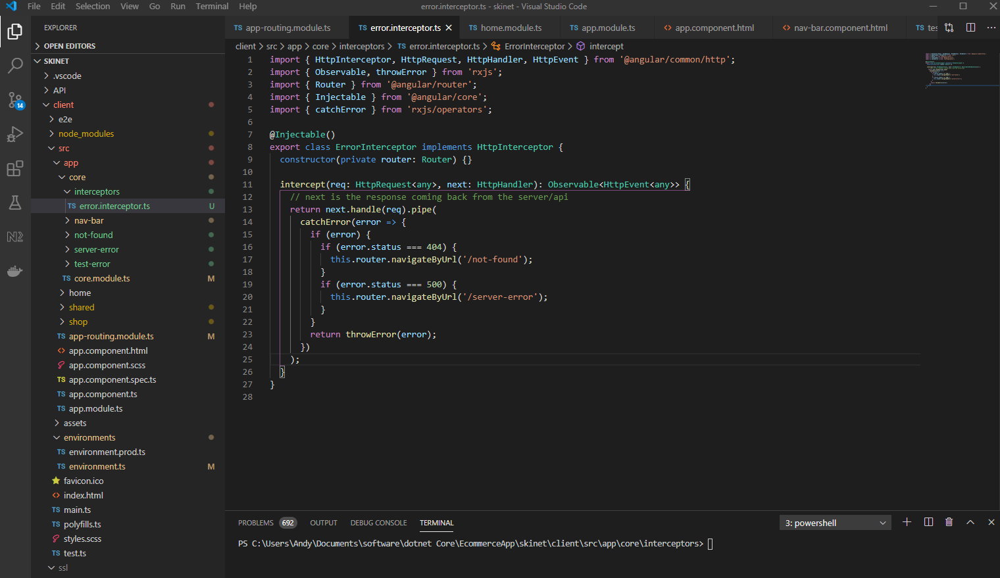 File Edit Selection View Go Run Terminal Help
error.interceptor.ts - skinet - Visual Studio Code
EXPLORER
OPEN EDITORS
SKINET
.vscode
API
client
e2e
node_modules
src
app
core
interceptors
TS error.interceptor.ts U
nav-bar
not-found
server-error
test-error
TS core.module.ts M
home
shared
shop
TS app-routing.module.ts M
<> app.component.html
app.component.scss
TS app.component.spec.ts
TS app.component.ts
TS app.module.ts
assets
environments
TS environment.prod.ts
TS environment.ts M
favicon.ico
<> index.html
TS main.ts
TS polyfills.ts
styles.scss
TS test.ts
ssl
14
TS app-routing.module.ts TS error.interceptor.ts TS home.module.ts TS app.module.ts <> app.component.html <> nav-bar.component.html TS tes
client > src > app > core > interceptors > TS error.interceptor.ts > ErrorInterceptor > intercept
1 import { HttpInterceptor, HttpRequest, HttpHandler, HttpEvent } from '@angular/common/http';
2 import { Observable, throwError } from 'rxjs';
3 import { Router } from '@angular/router';
4 import { Injectable } from '@angular/core';
5 import { catchError } from 'rxjs/operators';
6
7 @Injectable()
8 export class ErrorInterceptor implements HttpInterceptor {
9 constructor(private router: Router) {}
10
11 intercept(req: HttpRequest<any>, next: HttpHandler): Observable<HttpEvent<any>> {
12 // next is the response coming back from the server/api
13 return next.handle(req).pipe(
14 catchError(error => {
15 if (error) {
16 if (error.status === 404) {
17 this.router.navigateByUrl('/not-found');
18 }
19 if (error.status === 500) {
20 this.router.navigateByUrl('/server-error');
21 }
22 }
23 return throwError(error);
24 })
25 );
26 }
27 }
28
PROBLEMS 692 OUTPUT DEBUG CONSOLE TERMINAL
3: powershell
PS C:\Users\Andy\Documents\software\dotnet Core\EcommerceApp\skinet\client\src\app\core\interceptors>